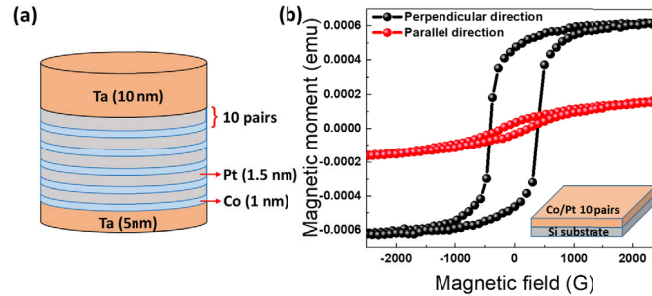 (a)
Ta (10 nm)
10 pairs
Pt (1.5 nm)
Co (1 nm)
Ta (5nm)
(b)
Perpendicular direction
Parallel direction
Magnetic moment (emu)
0.0006
0.0004
0.0002
0.0000
-0.0002
-0.0004
-0.0006
Co/Pt 10pairs
Si substrate
-2000 -1000 0 1000 2000
Magnetic field (G)